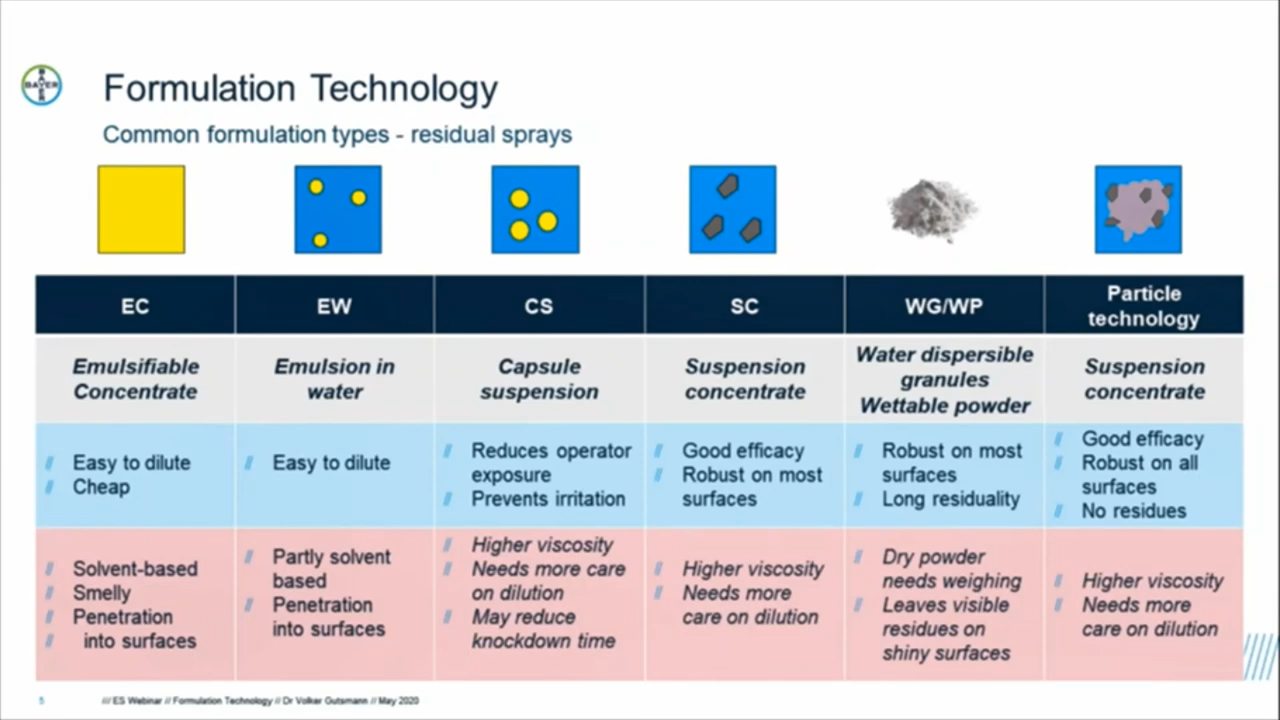 BAYER
BAYER
Formulation Technology
Common formulation types - residual sprays
EC
EW
CS
SC
WG/WP
Particle
technology
Emulsifiable
Concentrate
Emulsion in
water
Capsule
suspension
Suspension
concentrate
Water dispersible
granules
Wettable powder
Suspension
concentrate
Easy to dilute
Cheap
Easy to dilute
Reduces operator
exposure
Prevents irritation
Good efficacy
Robust on most
surfaces
Robust on most
surfaces
Long residuality
Good efficacy
Robust on all
surfaces
No residues
Solvent-based
Smelly
Penetration
into surfaces
Partly solvent
based
Penetration
into surfaces
Higher viscosity
Needs more care
on dilution
May reduce
knockdown time
Higher viscosity
Needs more
care on dilution
Dry powder
needs weighing
Leaves visible
residues on
shiny surfaces
Higher viscosity
Needs more
care on dilution
5
/// ES Webinar // Formulation Technology // Dr Volker Gutsmann // May 2020